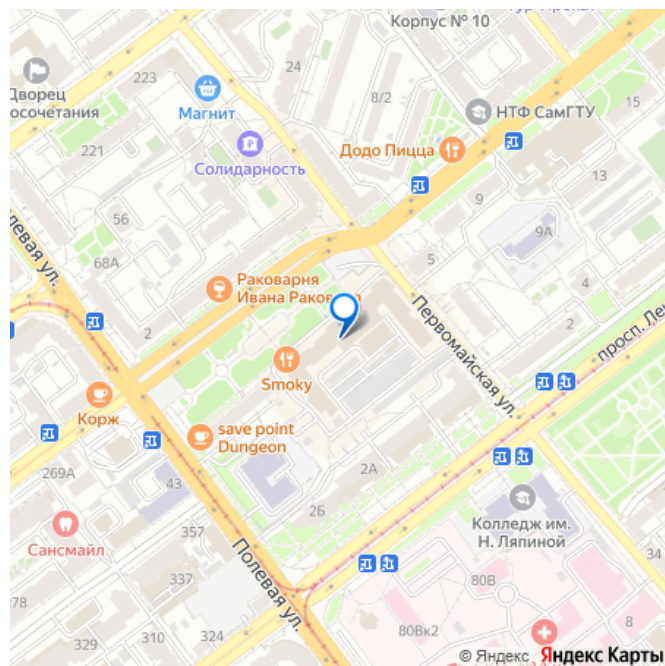 Корпус № 10
24
223
Дворец
Магнит
8/2
НТФ СамГТУ
15
Додо Пицца
Солидарность
221
13
9
56
9А
68А
5
4
Полевая ул.
Раковарня
Ивана Раков
2
2
Первомайская ул.
просп. Лен
Smoky
Корж
save point
Dungeon
269А
43
2А
26
Сансмайл
357
Колледж им.
Н. Ляпиной
34
337
Полевая ул.
80В
78
329
310
324
80Вк2
8
© Яндекс Яндекс Карты